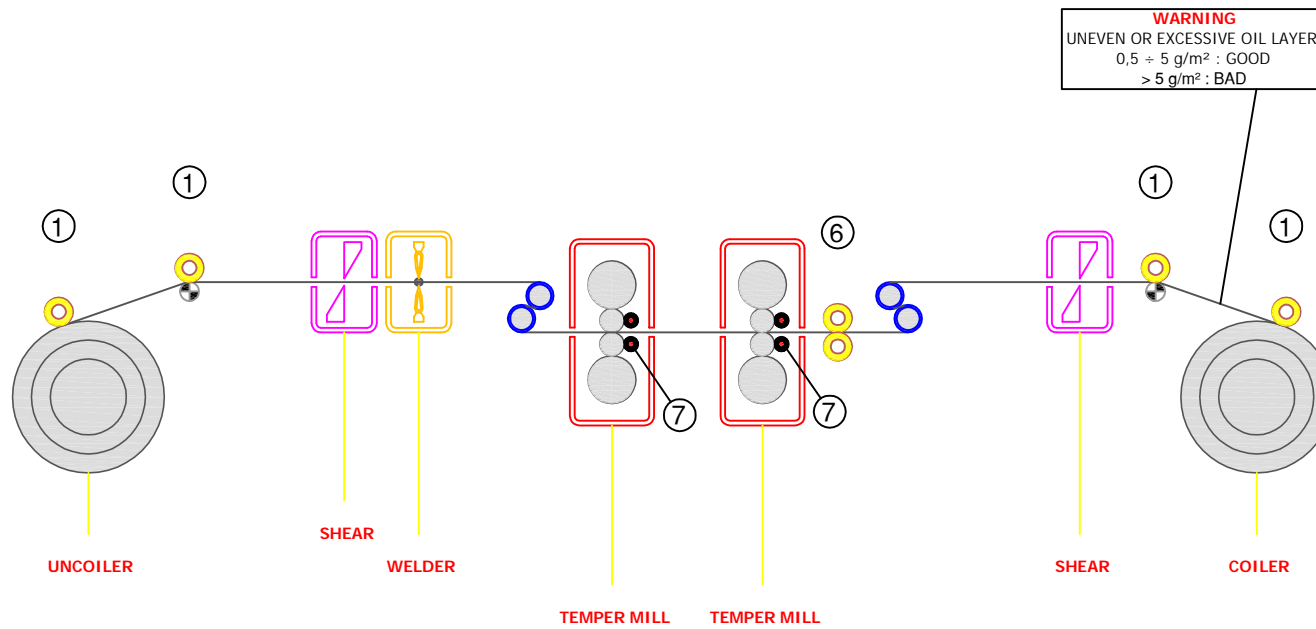 WARNING
UNEVEN OR EXCESSIVE OIL LAYER
0,5 ÷ 5 g/m² : GOOD
> 5 g/m² : BAD
1
1
1
1
6
7
7
SHEAR
UNCOILER
WELDER
SHEAR
COILER
TEMPER MILL
TEMPER MILL